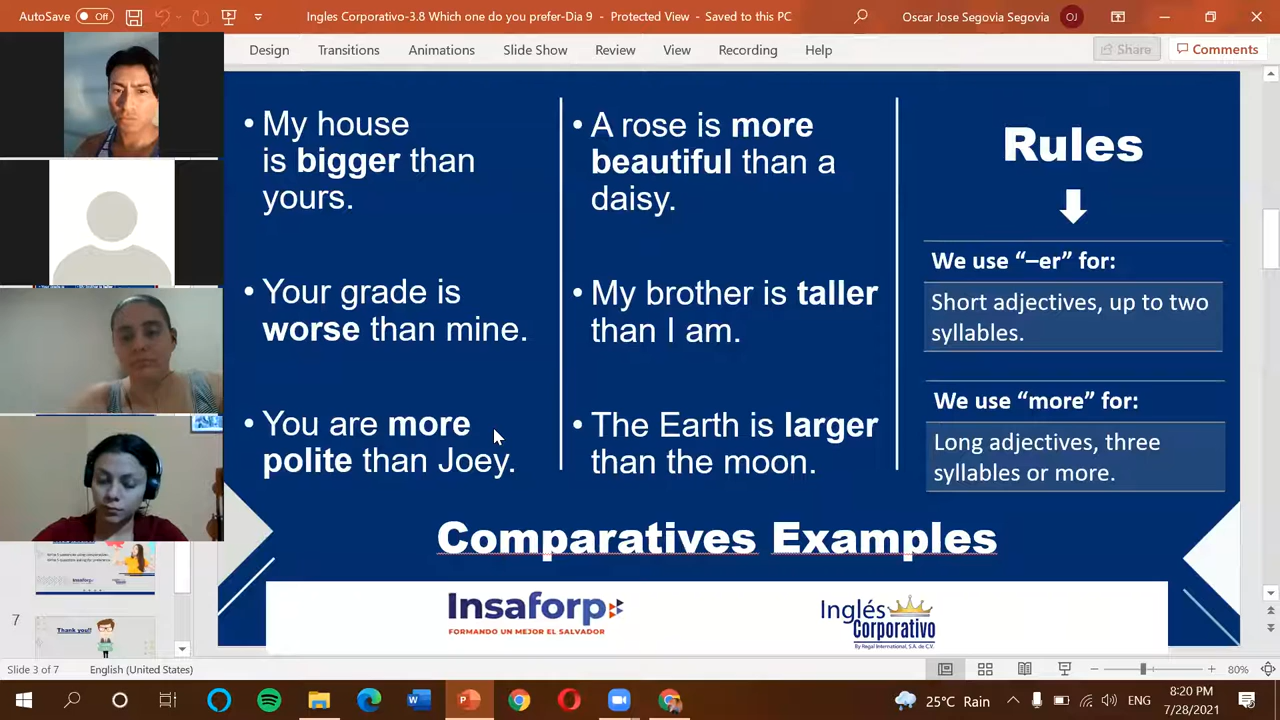 AutoSave Off
Ingles Corporativo-3.8 Which one do you prefer-Dia 9 - Protected View - Saved to this PC
Oscar Jose Segovia Segovia OJ
Design Transitions Animations Slide Show Review View Recording Help
Share Comments
• My house
is bigger than
yours.
• Your grade is
worse than mine.
• You are more
polite than Joey.
• A rose is more
beautiful than a
daisy.
• My brother is taller
than I am.
• The Earth is larger
than the moon.
Rules
We use “–er” for:
Short adjectives, up to two
syllables.
We use “more” for:
Long adjectives, three
syllables or more.
Comparatives Examples
Insaforp
FORMANDO UN MEJOR EL SALVADOR
Inglés
Corporativo
By Regal International, S.A. de C.V.
Insaforp
7
Thank you!!
Slide 3 of 7 English (United States)
80%
25°C Rain
ENG
8:20 PM
7/28/2021